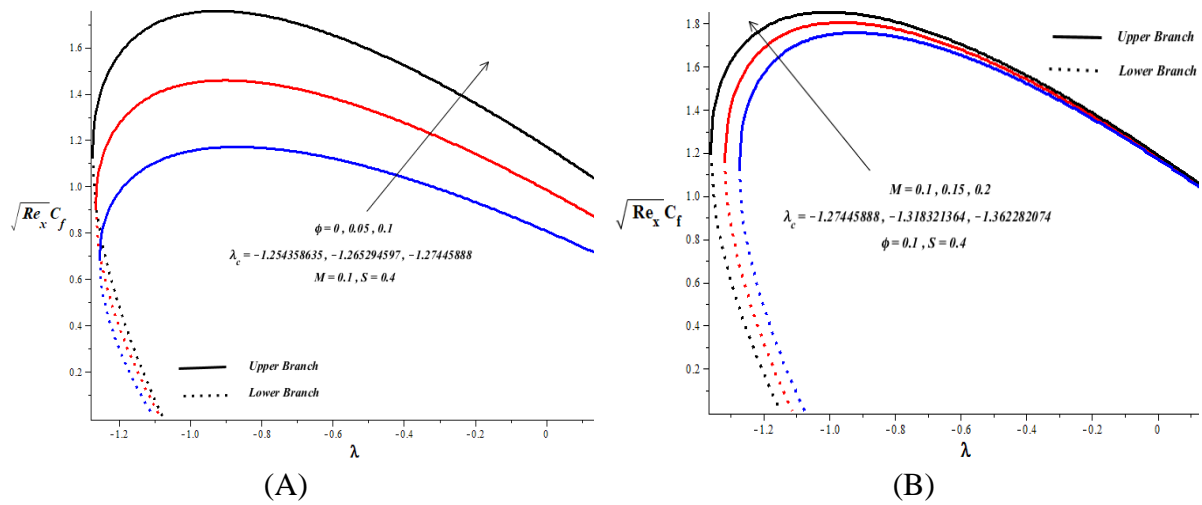 1.6
1.4
1.2
1.0
0.8
0.6
0.4
0.2
√Re_x C_f
φ = 0 , 0.05 , 0.1
λ_c = −1.254358635, −1.265294597, −1.27445888
M = 0.1 , S = 0.4
Upper Branch
Lower Branch
−1.2 −1.0 −0.8 −0.6 −0.4 −0.2 0
λ
(A)
1.8
1.6
1.4
1.2
1.0
0.8
0.6
0.4
0.2
√Re_x C_f
Upper Branch
Lower Branch
M = 0.1 , 0.15 , 0.2
λ_c = −1.27445888, −1.318321364, −1.362282074
φ = 0.1 , S = 0.4
−1.2 −1.0 −0.8 −0.6 −0.4 −0.2 0
λ
(B)